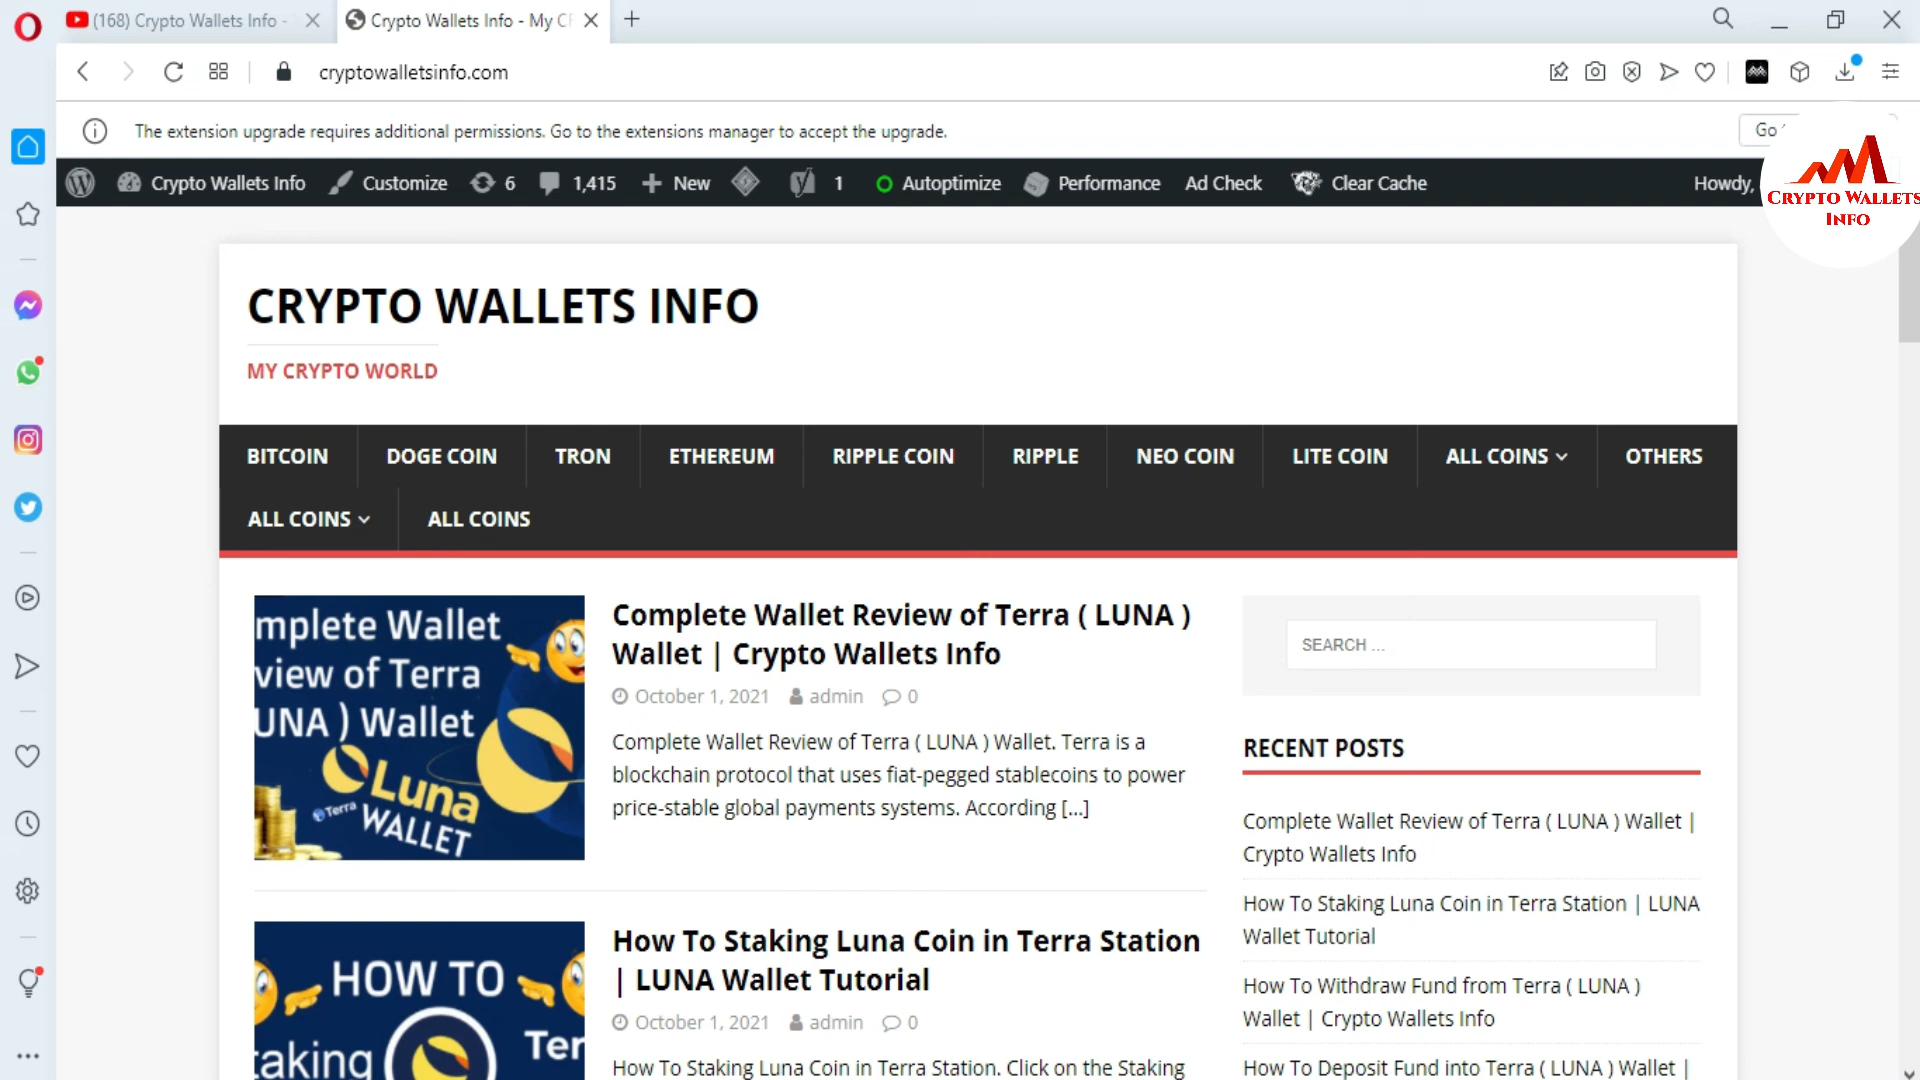 (168) Crypto Wallets Info -
Crypto Wallets Info - My C
cryptowalletsinfo.com
The extension upgrade requires additional permissions. Go to the extensions manager to accept the upgrade.
Go
Crypto Wallets Info
Customize
6
1,415
New
1
Autoptimize
Performance
Ad Check
Clear Cache
Howdy,
CRYPTO WALLETS
INFO
CRYPTO WALLETS INFO
MY CRYPTO WORLD
BITCOIN
DOGE COIN
TRON
ETHEREUM
RIPPLE COIN
RIPPLE
NEO COIN
LITE COIN
ALL COINS
OTHERS
ALL COINS
ALL COINS
mplete Wallet
view of Terra
UNA ) Wallet
Luna
Terra
WALLET
Complete Wallet Review of Terra ( LUNA )
Wallet | Crypto Wallets Info
October 1, 2021 admin 0
Complete Wallet Review of Terra ( LUNA ) Wallet. Terra is a
blockchain protocol that uses fiat-pegged stablecoins to power
price-stable global payments systems. According [...]
HOW TO
Ter
taking
How To Staking Luna Coin in Terra Station
| LUNA Wallet Tutorial
October 1, 2021 admin 0
How To Staking Luna Coin in Terra Station. Click on the Staking
SEARCH ...
RECENT POSTS
Complete Wallet Review of Terra ( LUNA ) Wallet |
Crypto Wallets Info
How To Staking Luna Coin in Terra Station | LUNA
Wallet Tutorial
How To Withdraw Fund from Terra ( LUNA )
Wallet | Crypto Wallets Info
How To Deposit Fund into Terra ( LUNA ) Wallet |